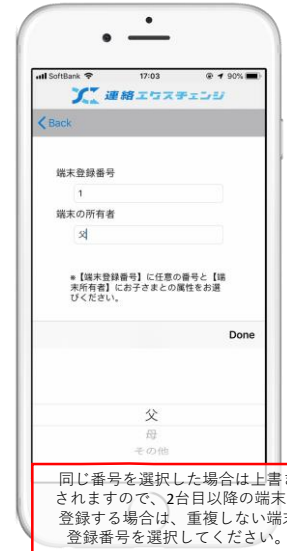 SoftBank 17:03 90%
連絡エクスチェンジ
Back
端末登録番号
1
端末の所有者
父
※【端末登録番号】に任意の番号と【端
末所有者】にお子さまとの属性をお選
びください。
Done
父
母
その他
同じ番号を選択した場合は上書
されますので、2台目以降の端末
登録する場合は、重複しない端
登録番号を選択してください。